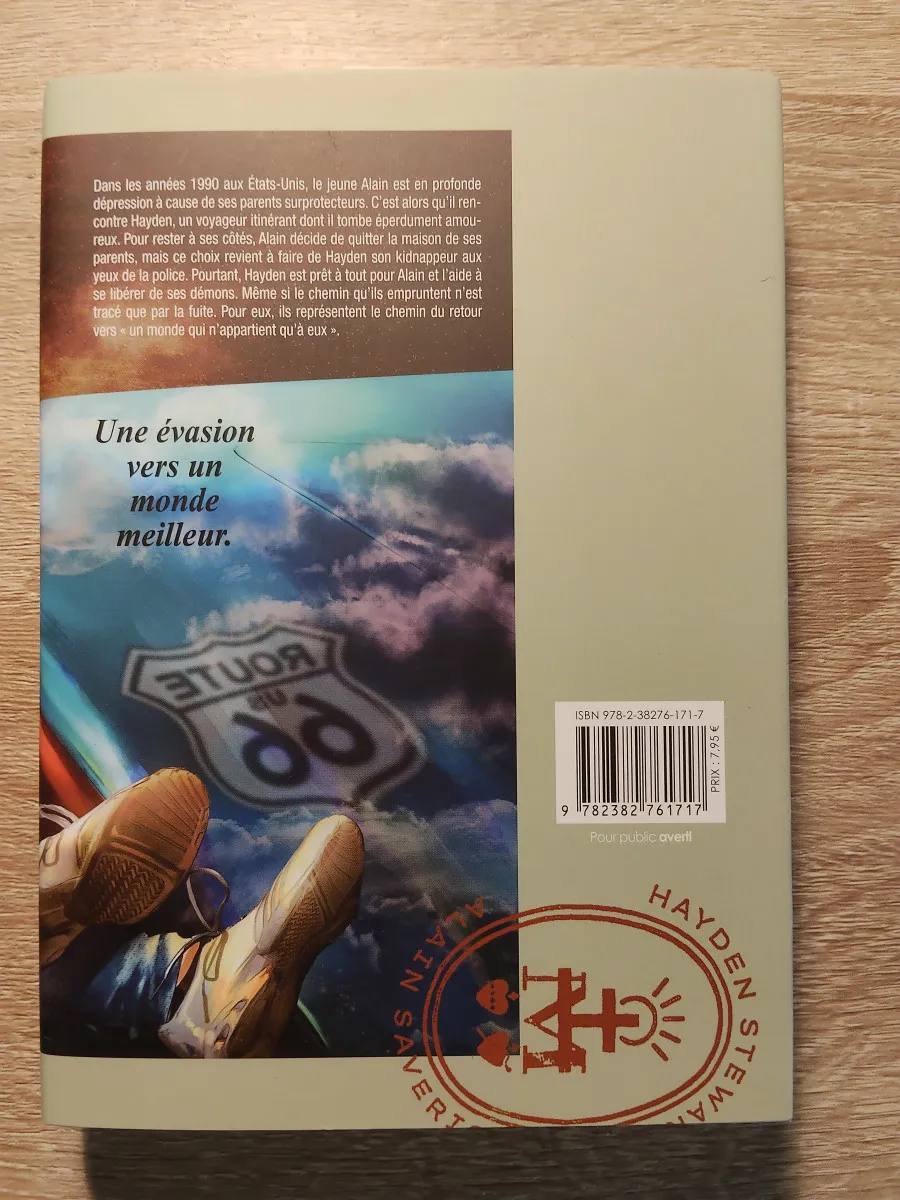 Dans les années 1990 aux États-Unis, le jeune Alain est en profonde
dépression à cause de ses parents surprotecteurs. C'est alors qu'il ren-
contre Hayden, un voyageur itinérant dont il tombe éperdument amou-
reux. Pour rester à ses côtés, Alain décide de quitter la maison de ses
parents, mais ce choix revient à faire de Hayden son kidnappeur aux
yeux de la police. Pourtant, Hayden est prêt à tout pour Alain et l'aide à
se libérer de ses démons. Même si le chemin qu'ils empruntent n'est
tracé que par la fuite. Pour eux, ils représentent le chemin du retour
vers « un monde qui n'appartient qu'à eux ».
Une évasion
vers un
monde
meilleur.
ROUTE
US
66
ISBN 978-2-38276-171-7
PRIX : 7,95 €
9 782382 761717
Pour public averti
HAYDEN STEWAR
ALAIN SAVERI